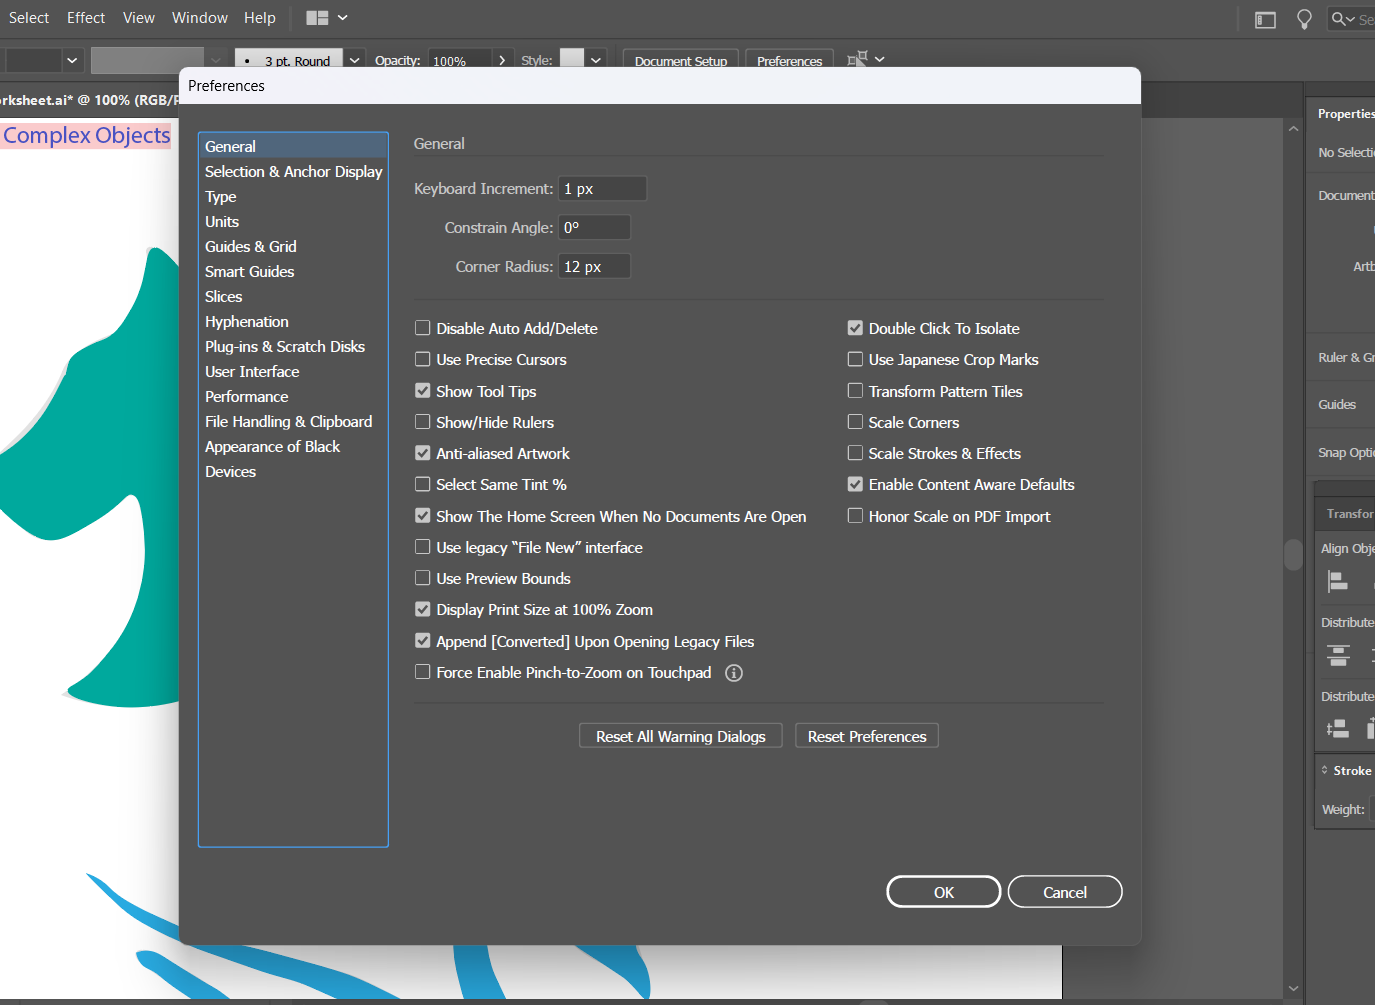 Select Effect View Window Help
3 pt. Round Opacity: 100% Style: Document Setup Preferences
Preferences
rksheet.ai* @ 100% (RGB/P
Complex Objects
General
Selection & Anchor Display
Type
Units
Guides & Grid
Smart Guides
Slices
Hyphenation
Plug-ins & Scratch Disks
User Interface
Performance
File Handling & Clipboard
Appearance of Black
Devices
General
Keyboard Increment: 1 px
Constrain Angle: 0°
Corner Radius: 12 px
Disable Auto Add/Delete
Use Precise Cursors
Show Tool Tips
Show/Hide Rulers
Anti-aliased Artwork
Select Same Tint %
Show The Home Screen When No Documents Are Open
Use legacy “File New” interface
Use Preview Bounds
Display Print Size at 100% Zoom
Append [Converted] Upon Opening Legacy Files
Force Enable Pinch-to-Zoom on Touchpad
Double Click To Isolate
Use Japanese Crop Marks
Transform Pattern Tiles
Scale Corners
Scale Strokes & Effects
Enable Content Aware Defaults
Honor Scale on PDF Import
Reset All Warning Dialogs Reset Preferences
OK Cancel
Se
Properties
No Selectio
Document
Artb
Ruler & Gr
Guides
Snap Optio
Transfor
Align Obje
Distribute
Distribute
Stroke
Weight: